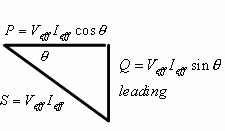 P = V_eff I_eff cos θ
θ
Q = V_eff I_eff sin θ
leading
S = V_eff I_eff